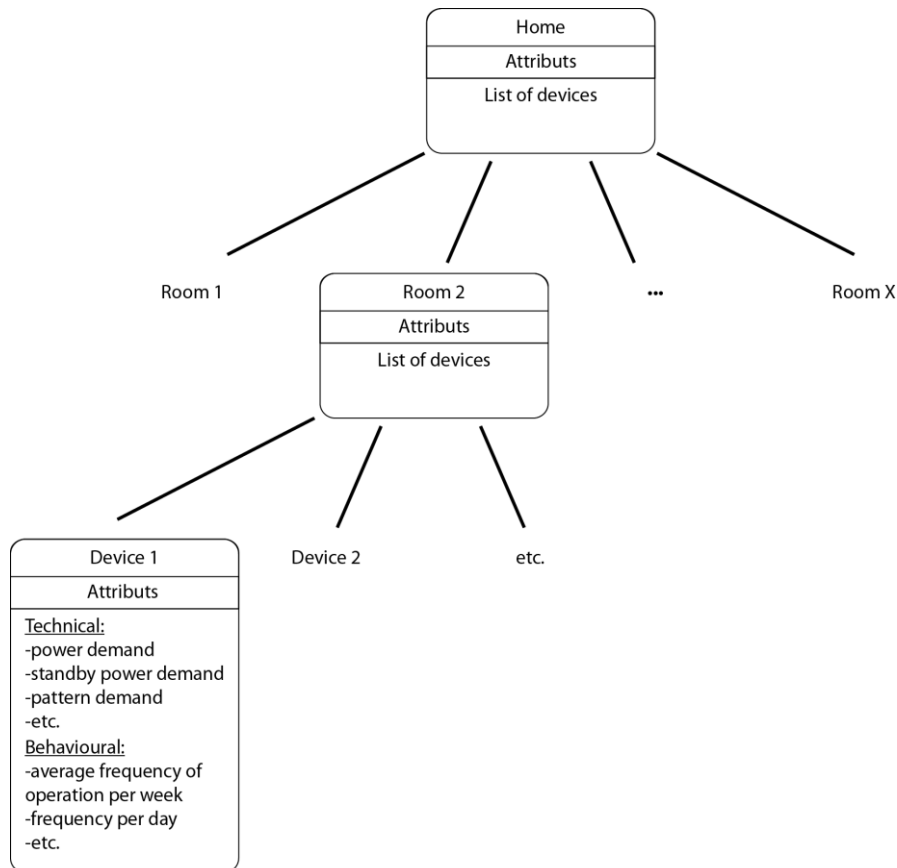 Home
Attributs
List of devices
Room 1
Room 2
...
Room X
Attributs
List of devices
Device 1
Device 2
etc.
Attributs
Technical:
-power demand
-standby power demand
-pattern demand
-etc.
Behavioural:
-average frequency of
operation per week
-frequency per day
-etc.